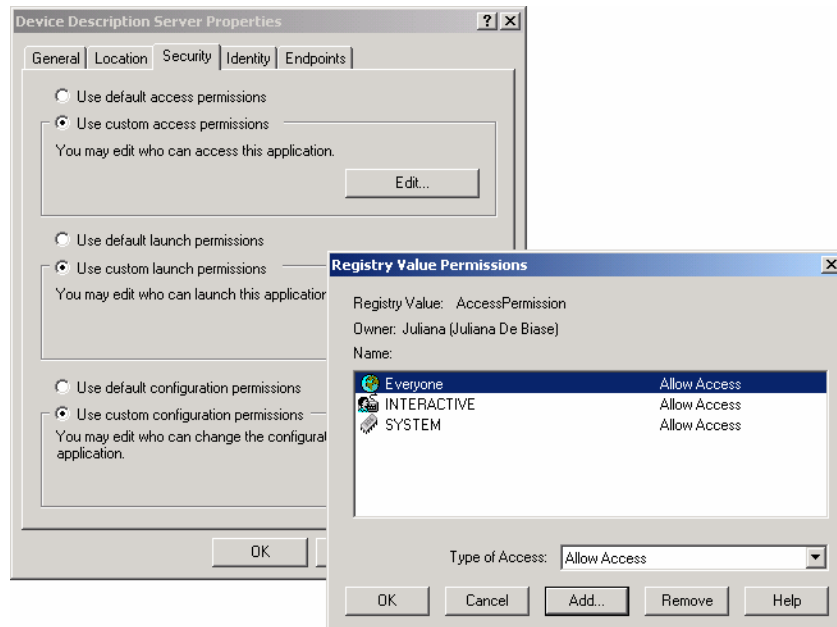 Device Description Server Properties
General Location Security Identity Endpoints
Use default access permissions
Use custom access permissions
You may edit who can access this application.
Edit...
Use default launch permissions
Use custom launch permissions
You may edit who can launch this application
Use default configuration permissions
Use custom configuration permissions
You may edit who can change the configurat
application.
OK
Registry Value Permissions
Registry Value: AccessPermission
Owner: Juliana (Juliana De Biase)
Name:
Everyone Allow Access
INTERACTIVE Allow Access
SYSTEM Allow Access
Type of Access: Allow Access
OK Cancel Add... Remove Help